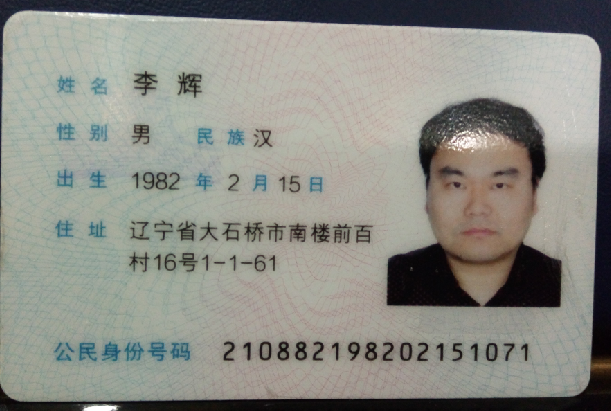 姓名 李辉
性别 男 民族 汉
出生 1982 年 2 月 15 日
住址 辽宁省大石桥市南楼前百
村16号1-1-61
公民身份号码 210882198202151071